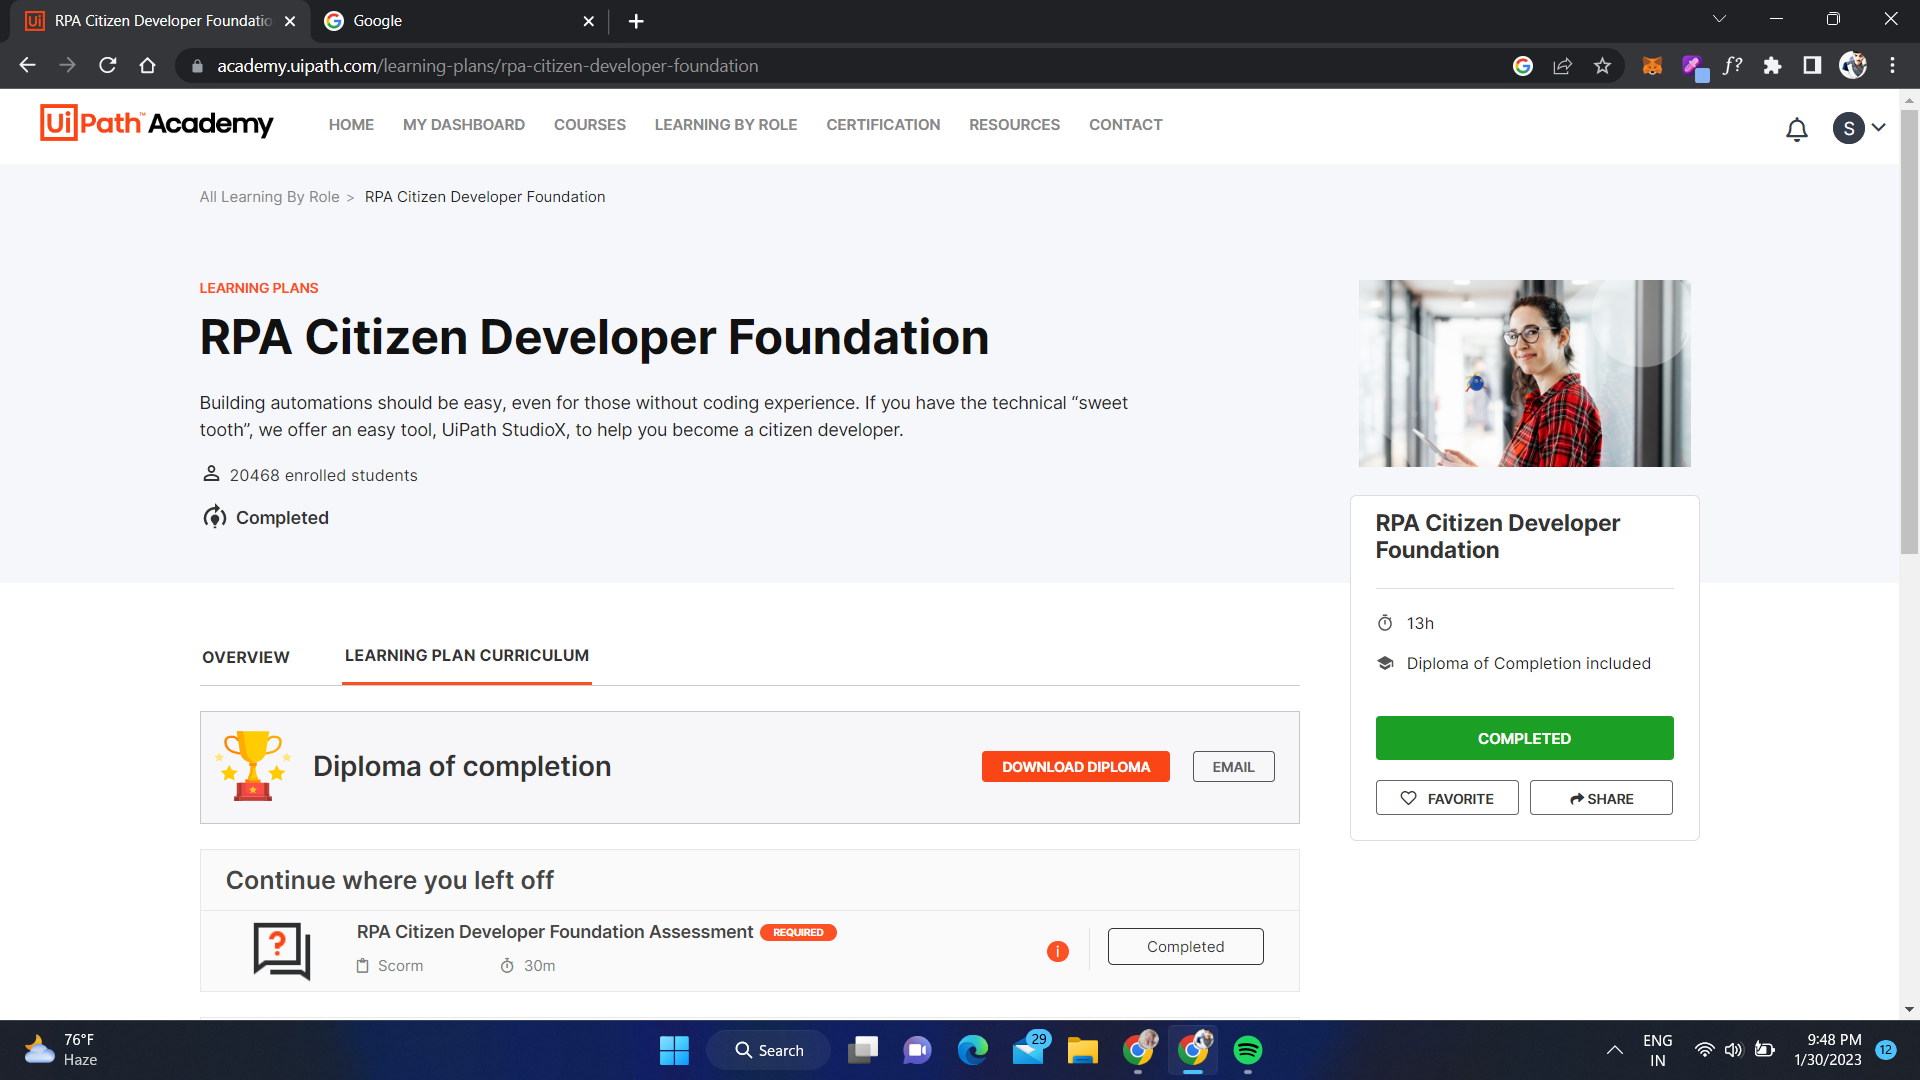 RPA Citizen Developer Foundatio
Google
academy.uipath.com/learning-plans/rpa-citizen-developer-foundation
f?
UiPath™ Academy
HOME
MY DASHBOARD
COURSES
LEARNING BY ROLE
CERTIFICATION
RESOURCES
CONTACT
S
All Learning By Role > RPA Citizen Developer Foundation
LEARNING PLANS
RPA Citizen Developer Foundation
Building automations should be easy, even for those without coding experience. If you have the technical “sweet
tooth”, we offer an easy tool, UiPath StudioX, to help you become a citizen developer.
20468 enrolled students
Completed
RPA Citizen Developer
Foundation
13h
Diploma of Completion included
COMPLETED
FAVORITE
SHARE
OVERVIEW
LEARNING PLAN CURRICULUM
Diploma of completion
DOWNLOAD DIPLOMA
EMAIL
Continue where you left off
RPA Citizen Developer Foundation Assessment REQUIRED
Scorm
30m
Completed
76°F
Haze
Search
29
ENG
IN
9:48 PM
1/30/2023
12